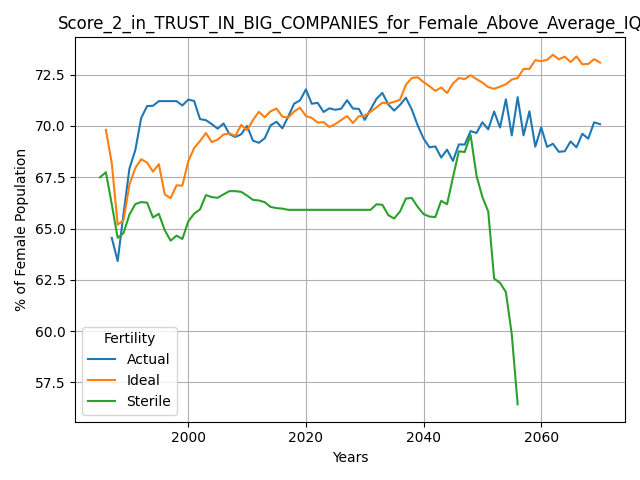 Score_2_in_TRUST_IN_BIG_COMPANIES_for_Female_Above_Average_IQ
% of Female Population
72.5
70.0
67.5
65.0
62.5
60.0
57.5
Fertility
Actual
Ideal
Sterile
2000
2020
2040
2060
Years